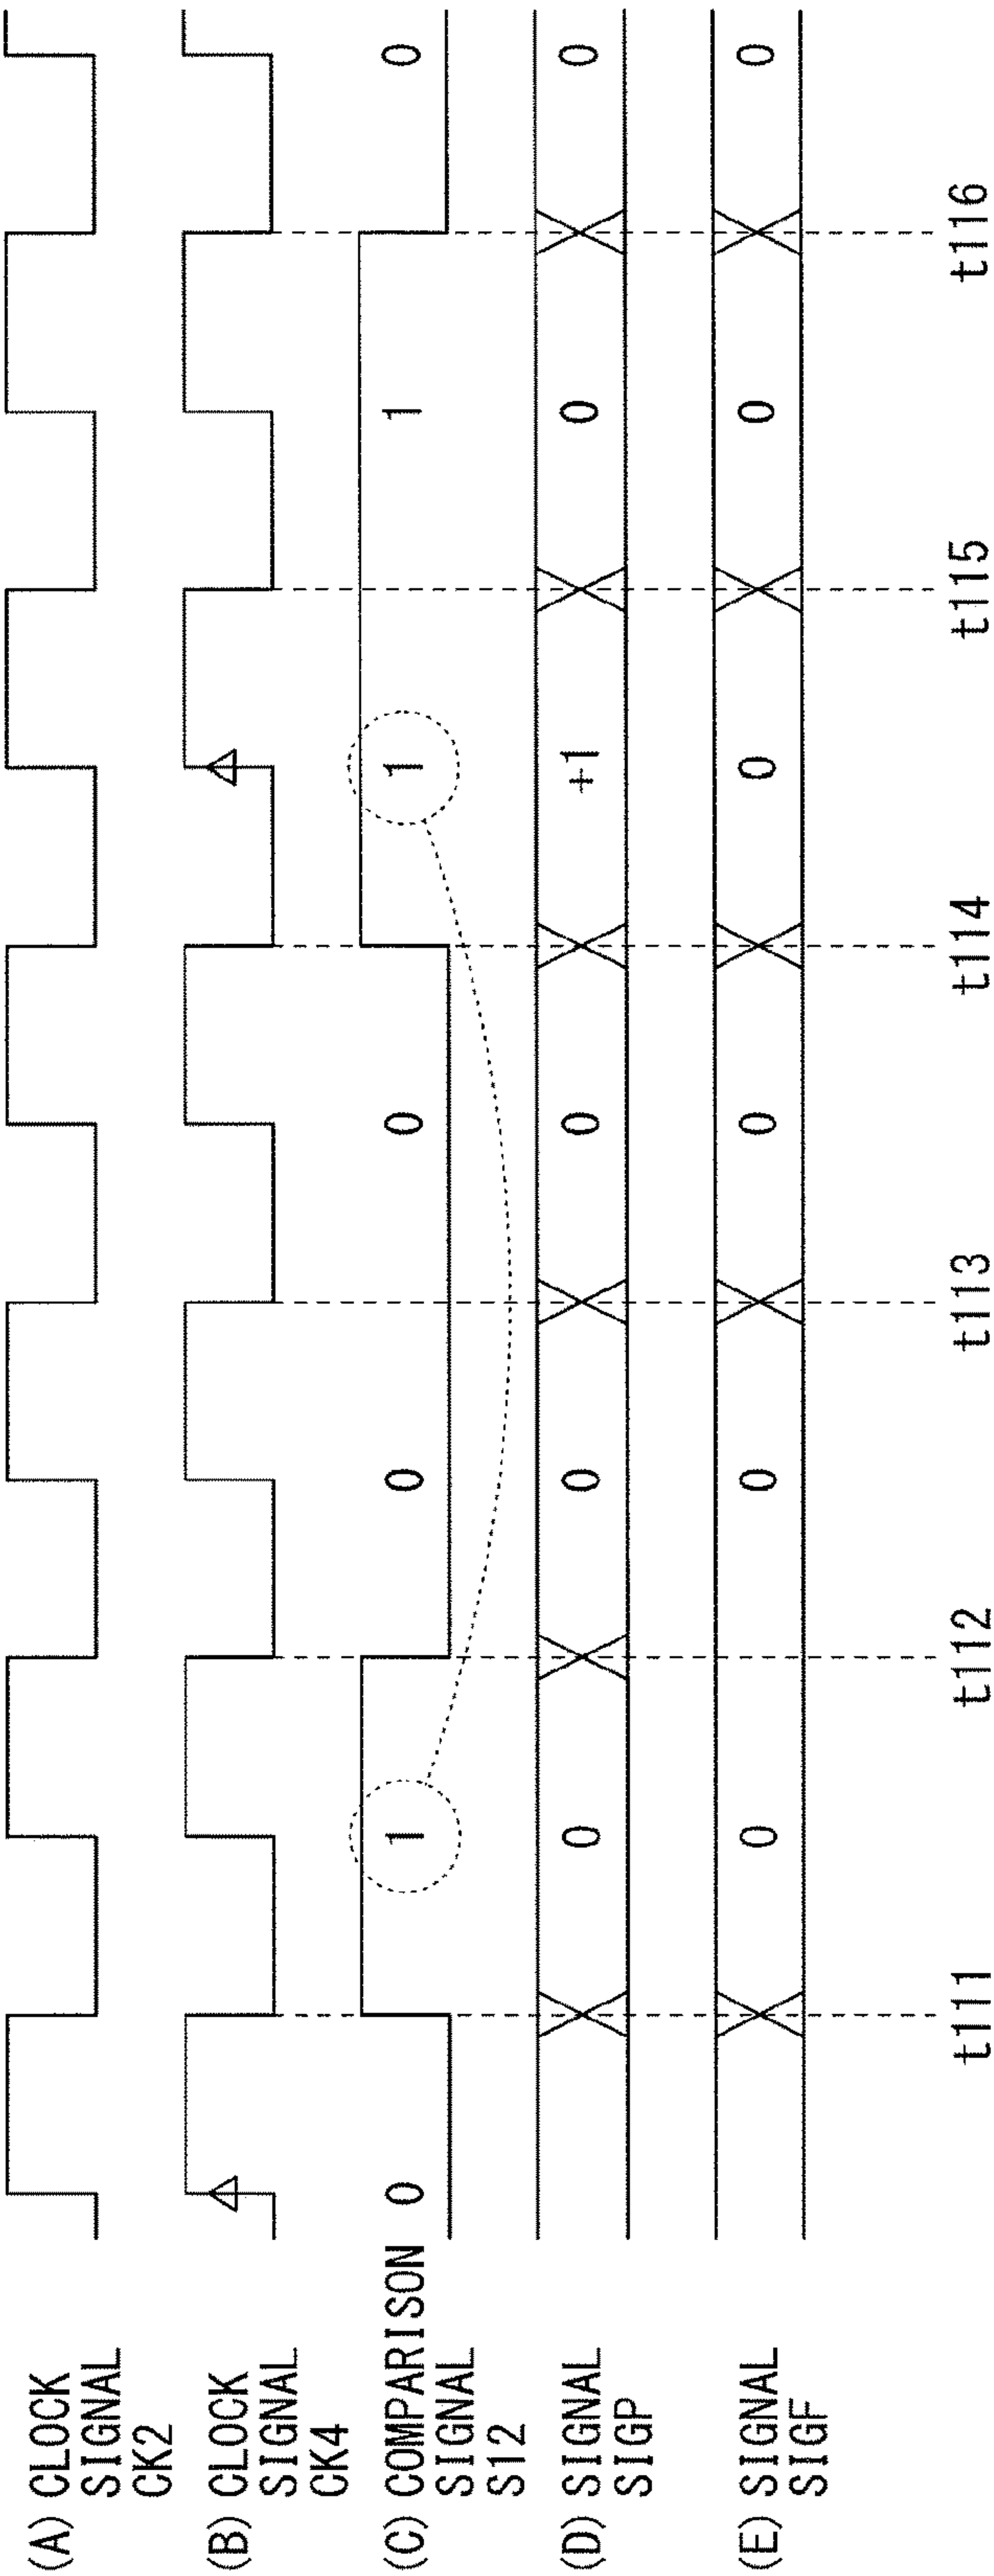 (A) CLOCK
SIGNAL
CK2
(B) CLOCK
SIGNAL
CK4
(C) COMPARISON 0 1 0 0 1 1 0
SIGNAL
S12
(D) SIGNAL 0 0 0 +1 0 0
SIGP
(E) SIGNAL 0 0 0 0 0 0
SIGF
t111 t112 t113 t114 t115 t116